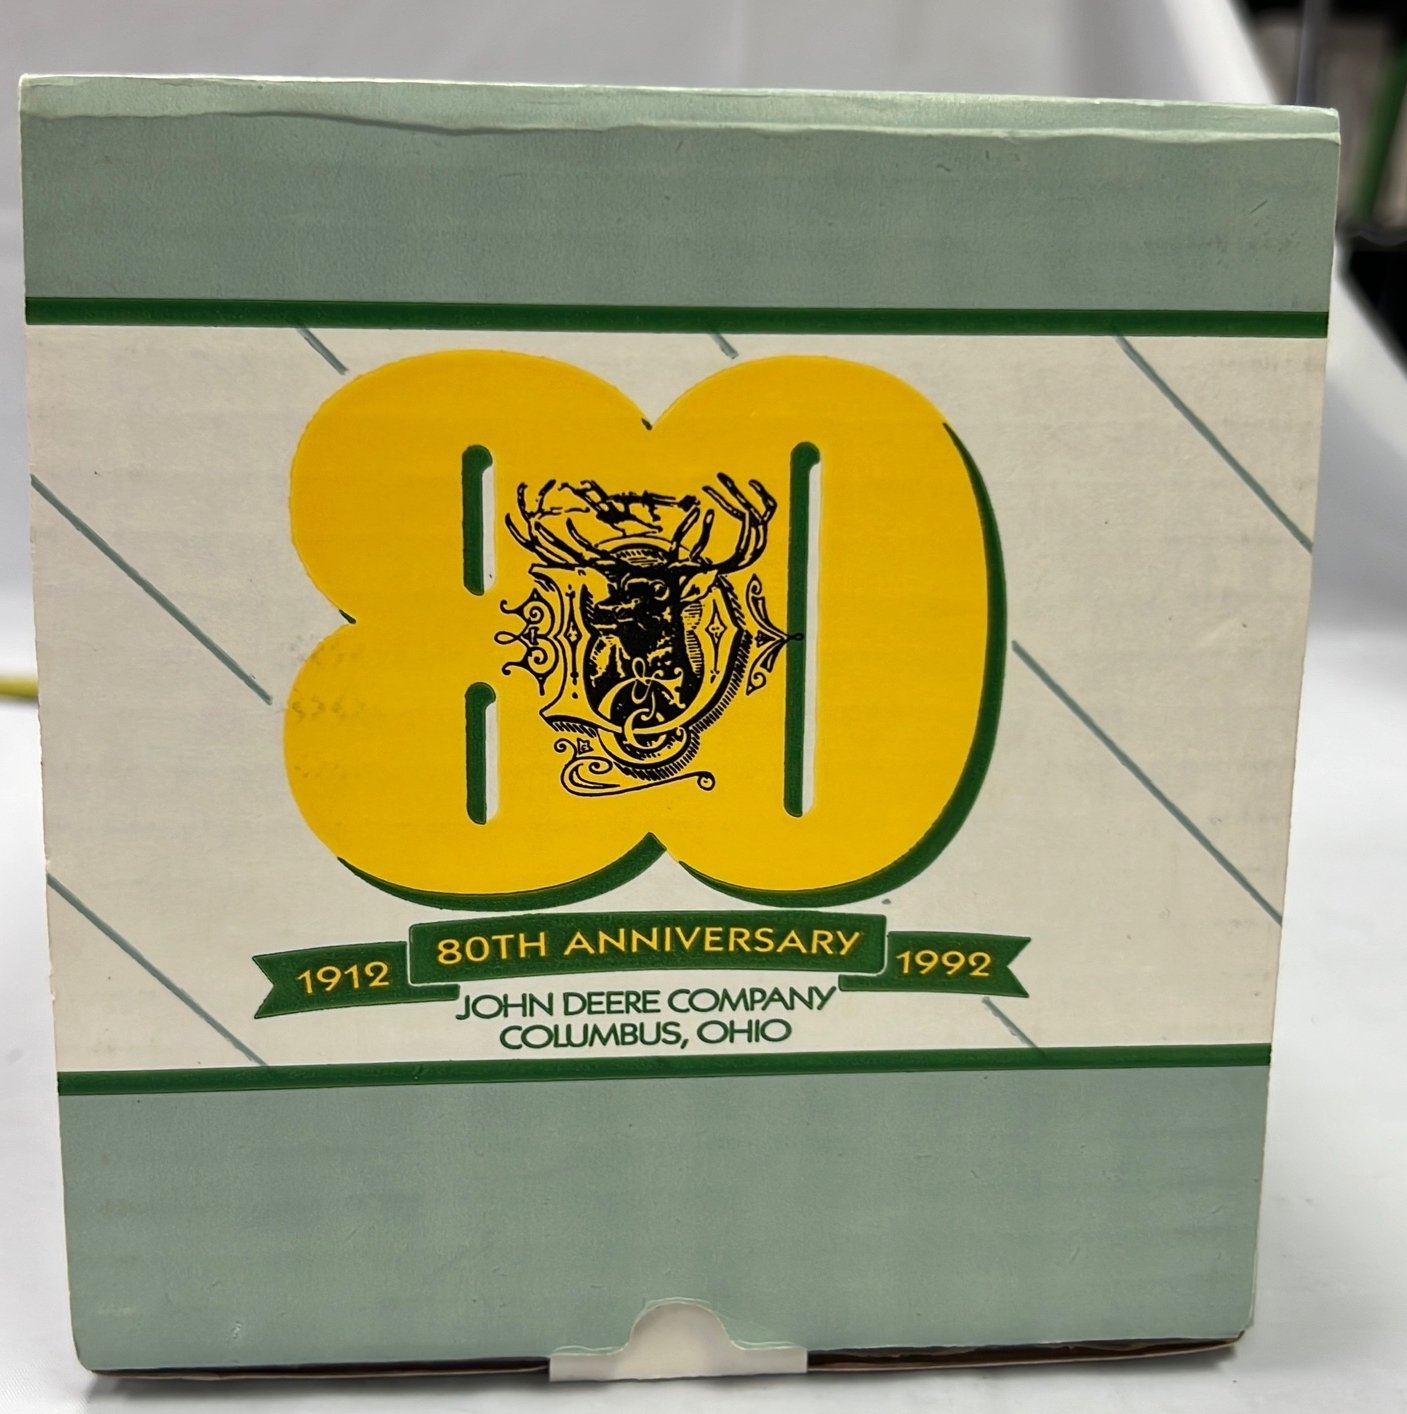 80
1912 80TH ANNIVERSARY 1992
JOHN DEERE COMPANY
COLUMBUS, OHIO